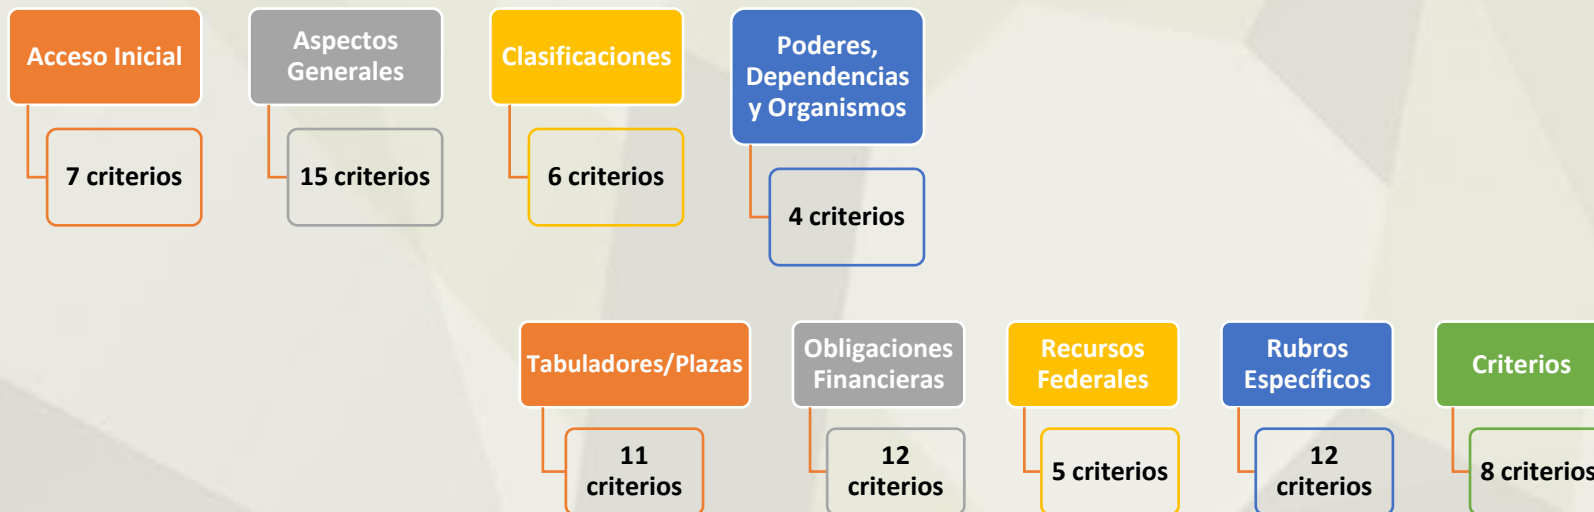 Acceso Inicial
7 criterios
Aspectos
Generales
15 criterios
Clasificaciones
6 criterios
Poderes,
Dependencias
y Organismos
4 criterios
Tabuladores/Plazas
11
criterios
Obligaciones
Financieras
12
criterios
Recursos
Federales
5 criterios
Rubros
Específicos
12
criterios
Criterios
8 criterios